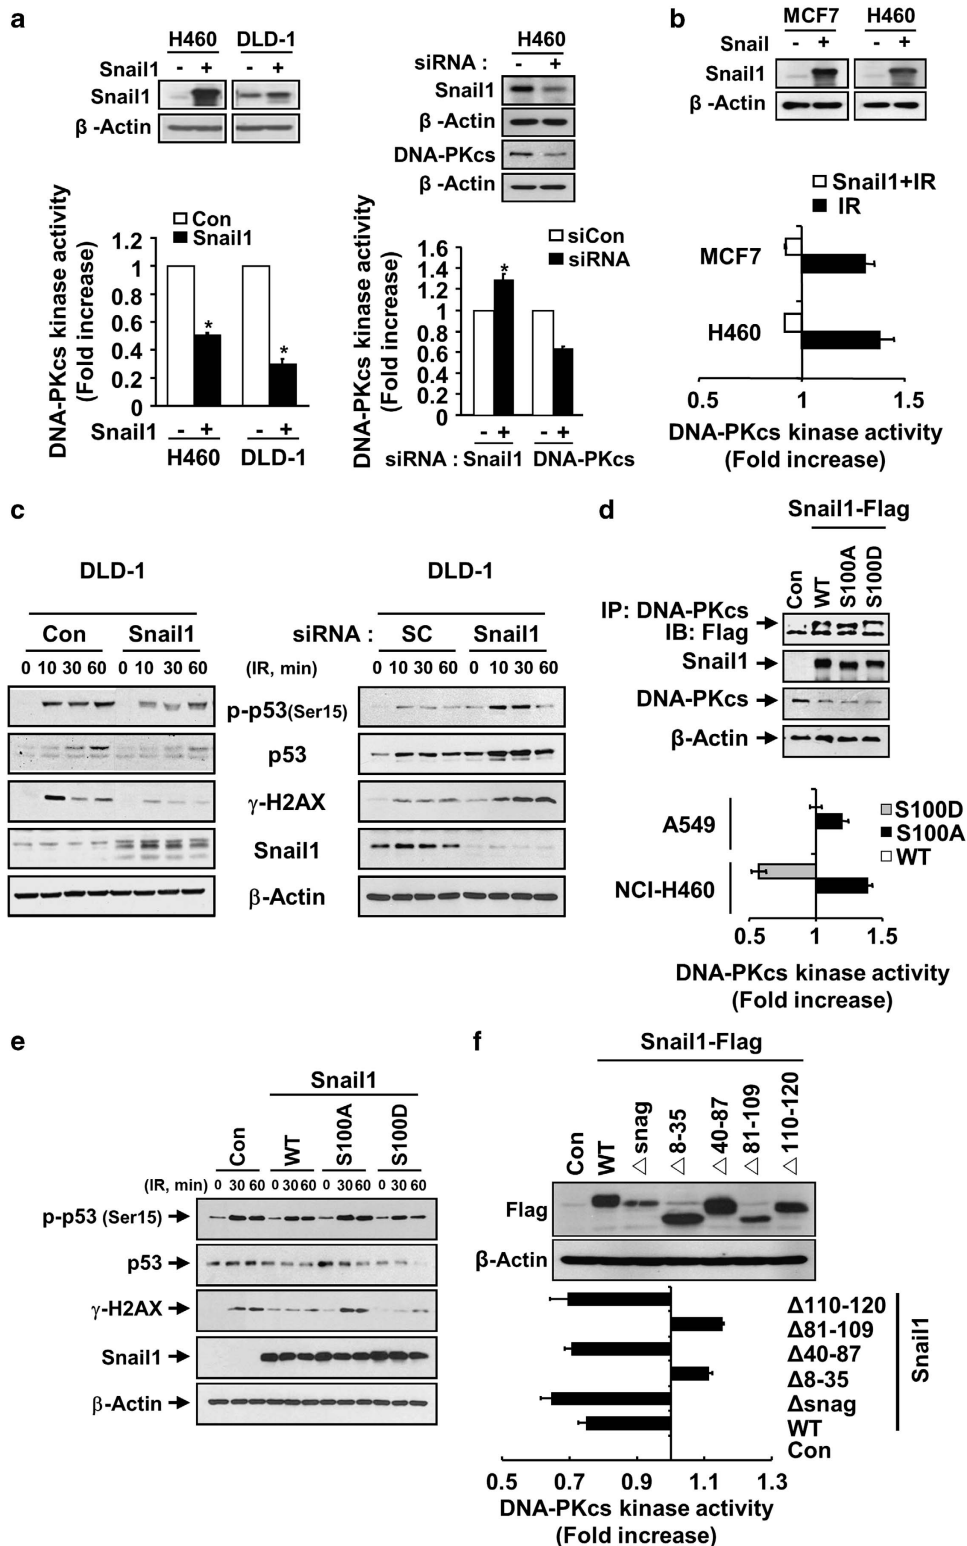 a
H460 DLD-1
Snail1 - + - +
Snail1
β -Actin
DNA-PKcs kinase activity
(Fold increase)
Con
Snail1
1.2
1
0.8
0.6
0.4
0.2
0
*
*
Snail1 - + - +
H460 DLD-1
H460
siRNA : - +
Snail1
β -Actin
DNA-PKcs
β -Actin
DNA-PKcs kinase activity
(Fold increase)
siCon
siRNA
1.6
1.4
1.2
1
0.8
0.6
0.4
0.2
0
*
- + - +
siRNA : Snail1 DNA-PKcs
b
MCF7 H460
Snail - + - +
Snail1
β -Actin
Snail1+IR
IR
MCF7
H460
0.5 1 1.5
DNA-PKcs kinase activity
(Fold increase)
c
DLD-1 DLD-1
Con Snail1 siRNA : SC Snail1
0 10 30 60 0 10 30 60 (IR, min) 0 10 30 60 0 10 30 60
p-p53(Ser15)
p53
γ-H2AX
Snail1
β-Actin
d
Snail1-Flag
Con WT S100A S100D
IP: DNA-PKcs
IB: Flag
Snail1
DNA-PKcs
β-Actin
A549
NCI-H460
S100D
S100A
WT
0.5 1 1.5
DNA-PKcs kinase activity
(Fold increase)
e
Snail1
Con WT S100A S100D
(IR, min) 0 30 60 0 30 60 0 30 60 0 30 60
p-p53 (Ser15)
p53
γ-H2AX
Snail1
β-Actin
f
Snail1-Flag
Con WT △snag △8-35 △40-87 △81-109 △110-120
Flag
β-Actin
Δ110-120
Δ81-109
Δ40-87
Δ8-35
Δsnag
WT
Con
Snail1
0.5 0.7 0.9 1.1 1.3
DNA-PKcs kinase activity
(Fold increase)